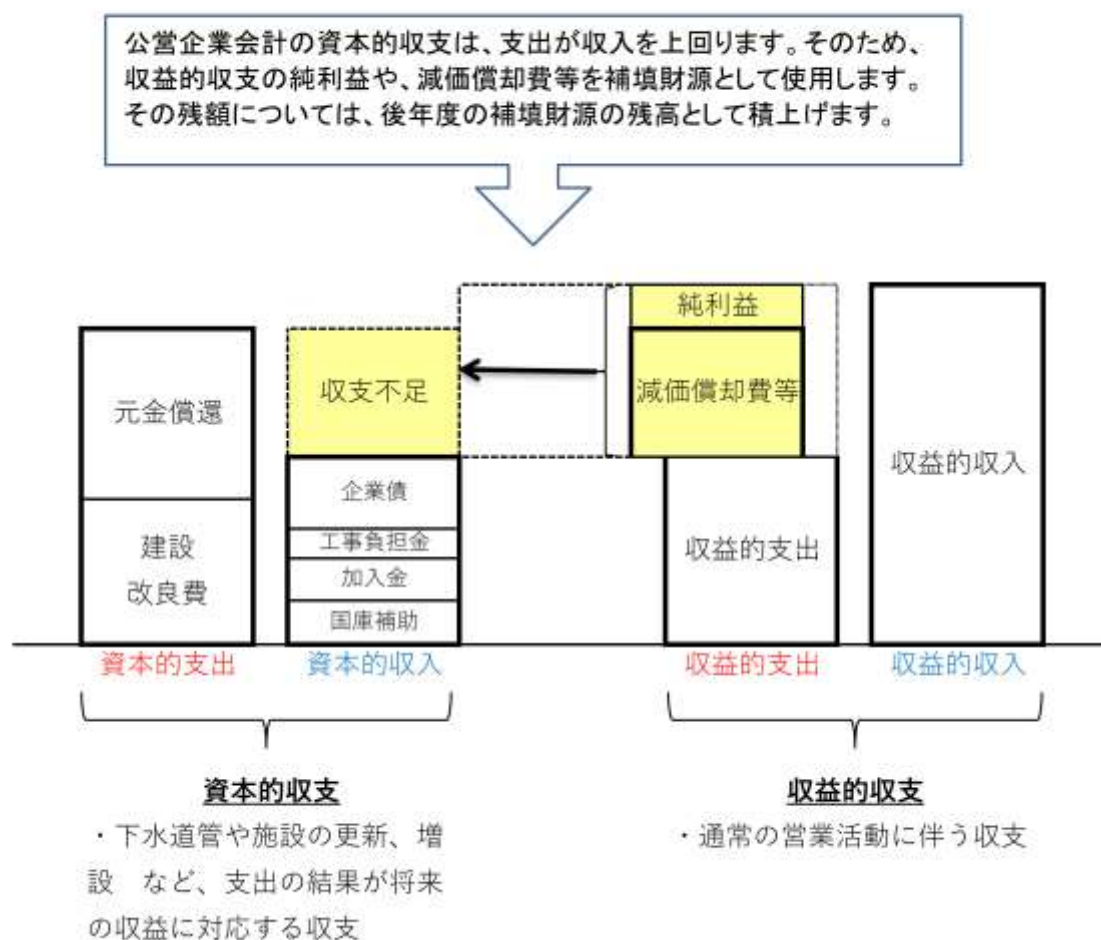 公営企業会計の資本的収支は、支出が収入を上回ります。そのため、
収益的収支の純利益や、減価償却費等を補填財源として使用します。
その残額については、後年度の補填財源の残高として積上げます。
純利益
元金償還
収支不足
減価償却費等
収益的収入
企業債
建設
改良費
工事負担金
収益的支出
加入金
国庫補助
資本的支出
資本的収入
収益的支出
収益的収入
資本的収支
・下水道管や施設の更新、増
設　など、支出の結果が将来
の収益に対応する収支
収益的収支
・通常の営業活動に伴う収支